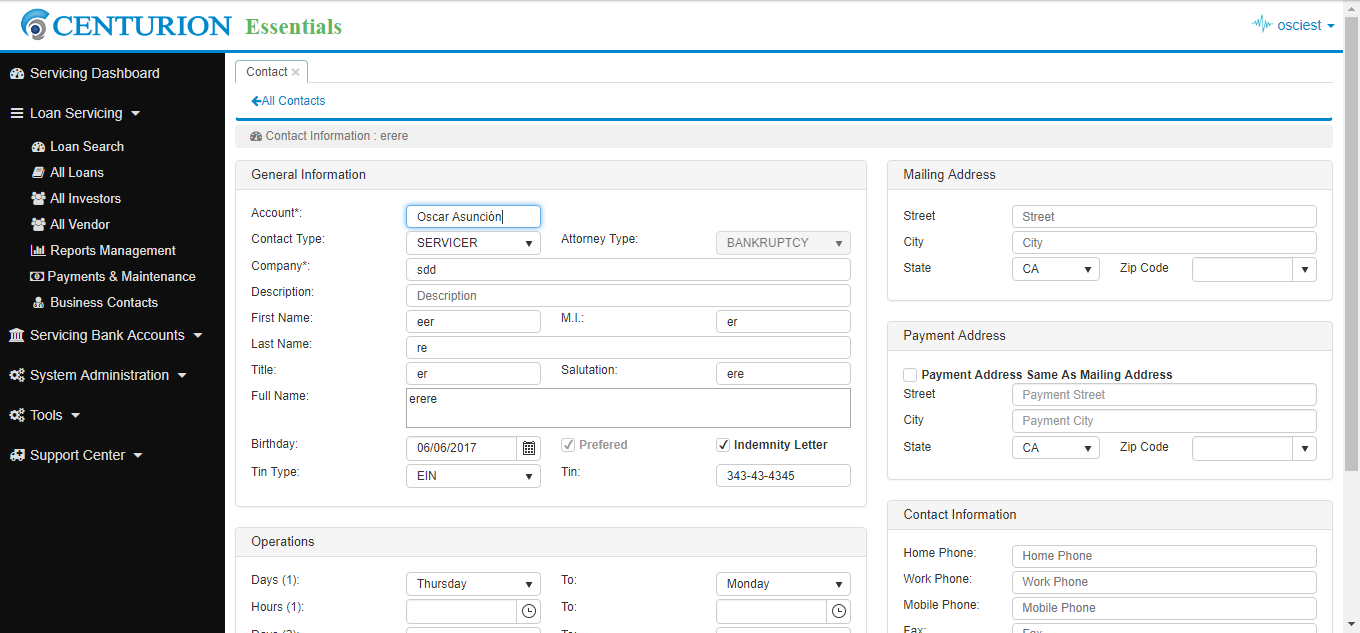 CENTURION Essentials
osciest
Servicing Dashboard
Loan Servicing
Loan Search
All Loans
All Investors
All Vendor
Reports Management
Payments & Maintenance
Business Contacts
Servicing Bank Accounts
System Administration
Tools
Support Center
Contact ×
All Contacts
Contact Information : erere
General Information
Account*: Oscar Asunción
Contact Type: SERVICER Attorney Type: BANKRUPTCY
Company*: sdd
Description: Description
First Name: eer M.I.: er
Last Name: re
Title: er Salutation: ere
Full Name: erere
Birthday: 06/06/2017 Prefered Indemnity Letter
Tin Type: EIN Tin: 343-43-4345
Operations
Days (1): Thursday To: Monday
Hours (1): To:
Days (2): To:
Mailing Address
Street Street
City City
State CA Zip Code
Payment Address
Payment Address Same As Mailing Address
Street Payment Street
City Payment City
State CA Zip Code
Contact Information
Home Phone: Home Phone
Work Phone: Work Phone
Mobile Phone: Mobile Phone
Fax: Fax